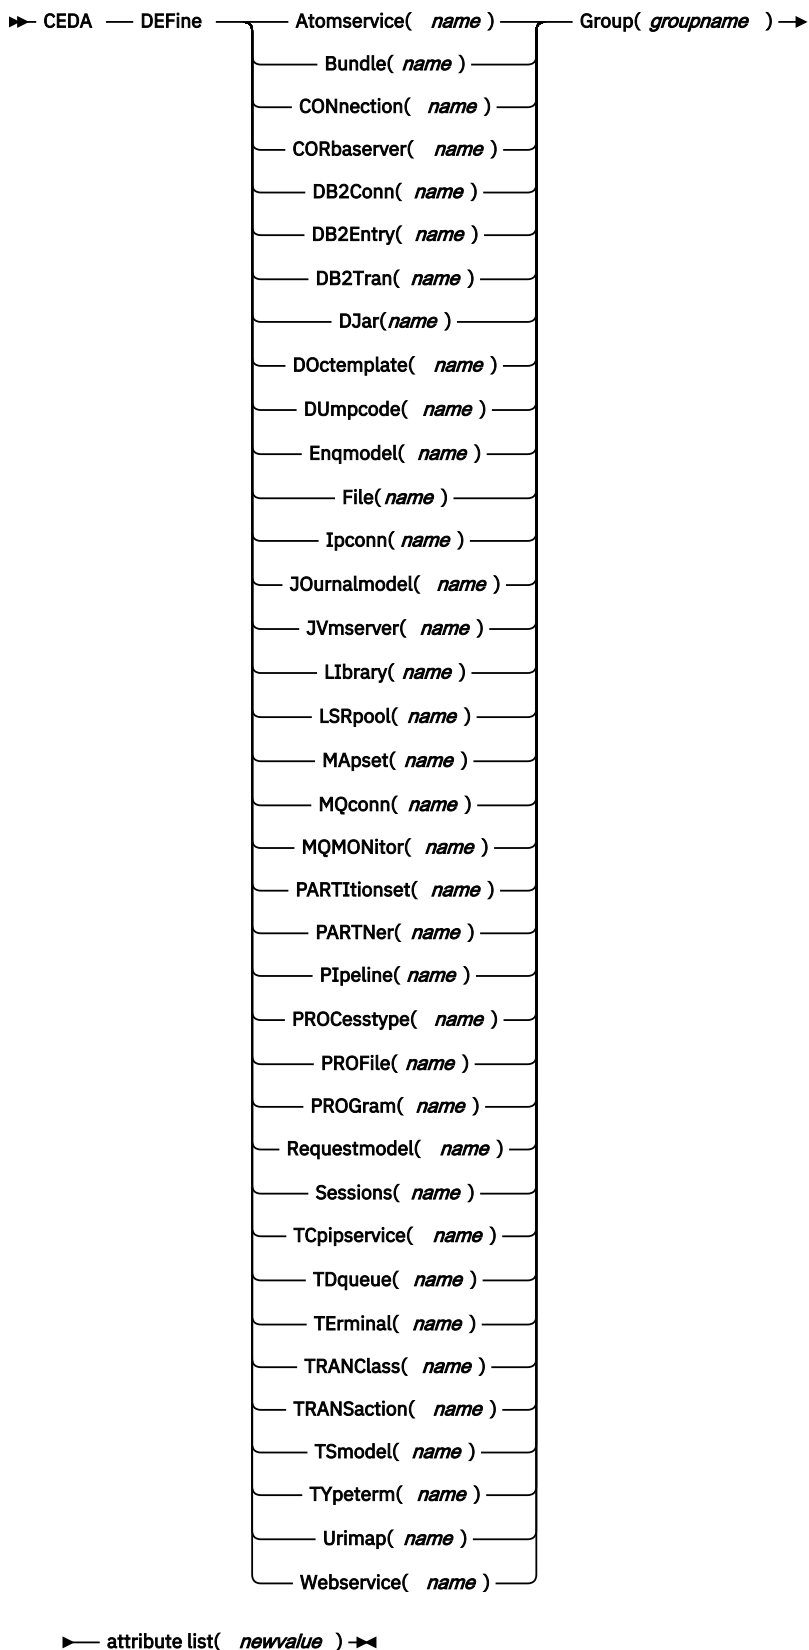 CEDA DEFine Atomservice( name ) Group( groupname )
Bundle( name )
CONnection( name )
CORbaserver( name )
DB2Conn( name )
DB2Entry( name )
DB2Tran( name )
DJar( name )
DOctemplate( name )
DUmpcode( name )
Enqmodel( name )
File( name )
Ipconn( name )
JOurnalmodel( name )
JVmserver( name )
LIbrary( name )
LSRpool( name )
MApset( name )
MQconn( name )
MQMONitor( name )
PARTItionset( name )
PARTNer( name )
PIpeline( name )
PROCesstype( name )
PROFile( name )
PROGram( name )
Requestmodel( name )
Sessions( name )
TCpipservice( name )
TDqueue( name )
TErminal( name )
TRANClass( name )
TRANSaction( name )
TSmodel( name )
TYpeterm( name )
Urimap( name )
Webservice( name )
attribute list( newvalue )